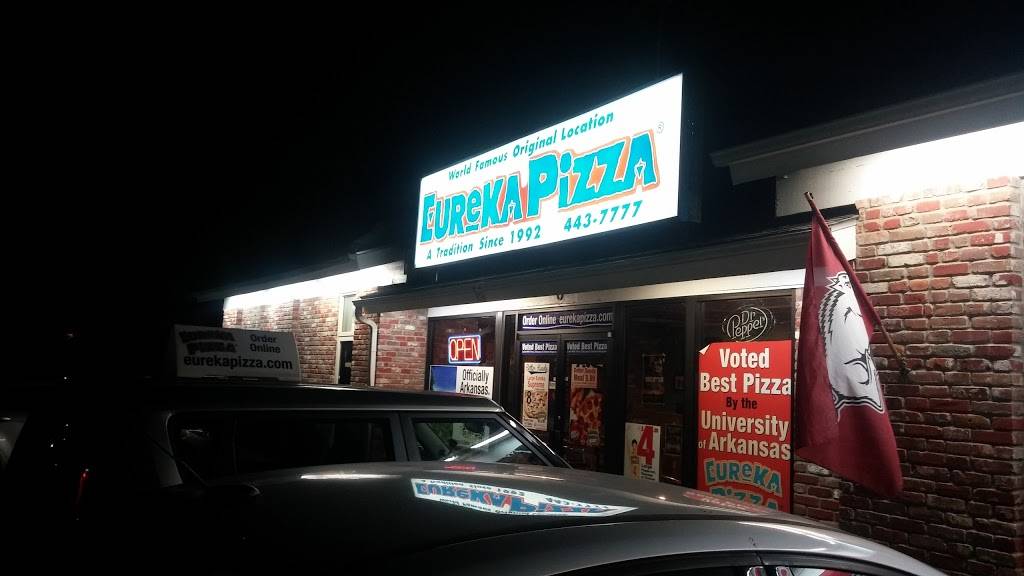 World Famous Original Location
EUReKA PiZZA®
A Tradition Since 1992 443-7777
Order Online eurekapizza.com
Voted Best Pizza
Voted Best Pizza
OPEN
Officially
Arkansas.
8
4
Dr
Pepper
Voted
Best Pizza
By the
University
of Arkansas
EUReKA
PiZZA
Order
Online
eurekapizza.com